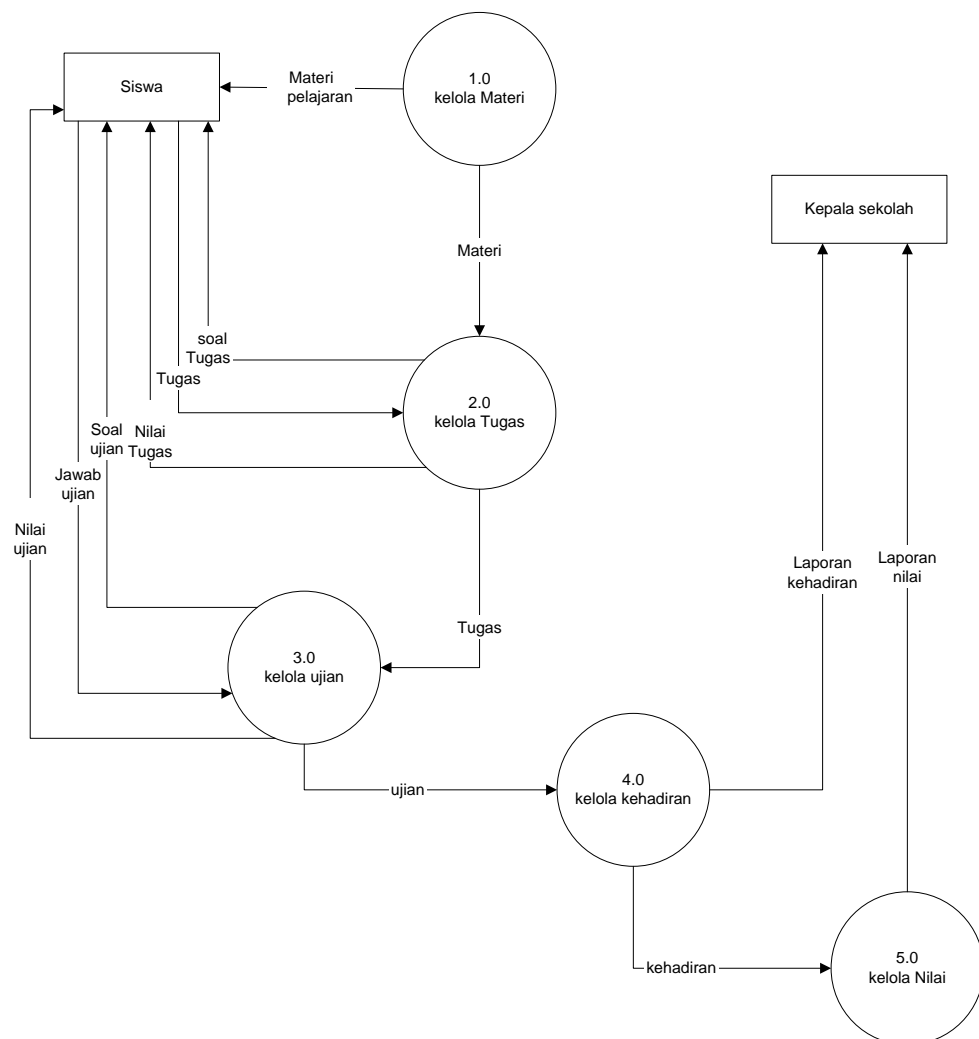 Siswa
Materi
pelajaran
1.0
kelola Materi
Kepala sekolah
Materi
soal
Tugas
Tugas
2.0
kelola Tugas
Soal
ujian
Nilai
Tugas
Jawab
ujian
Nilai
ujian
Laporan
kehadiran
Laporan
nilai
Tugas
3.0
kelola ujian
ujian
4.0
kelola kehadiran
kehadiran
5.0
kelola Nilai